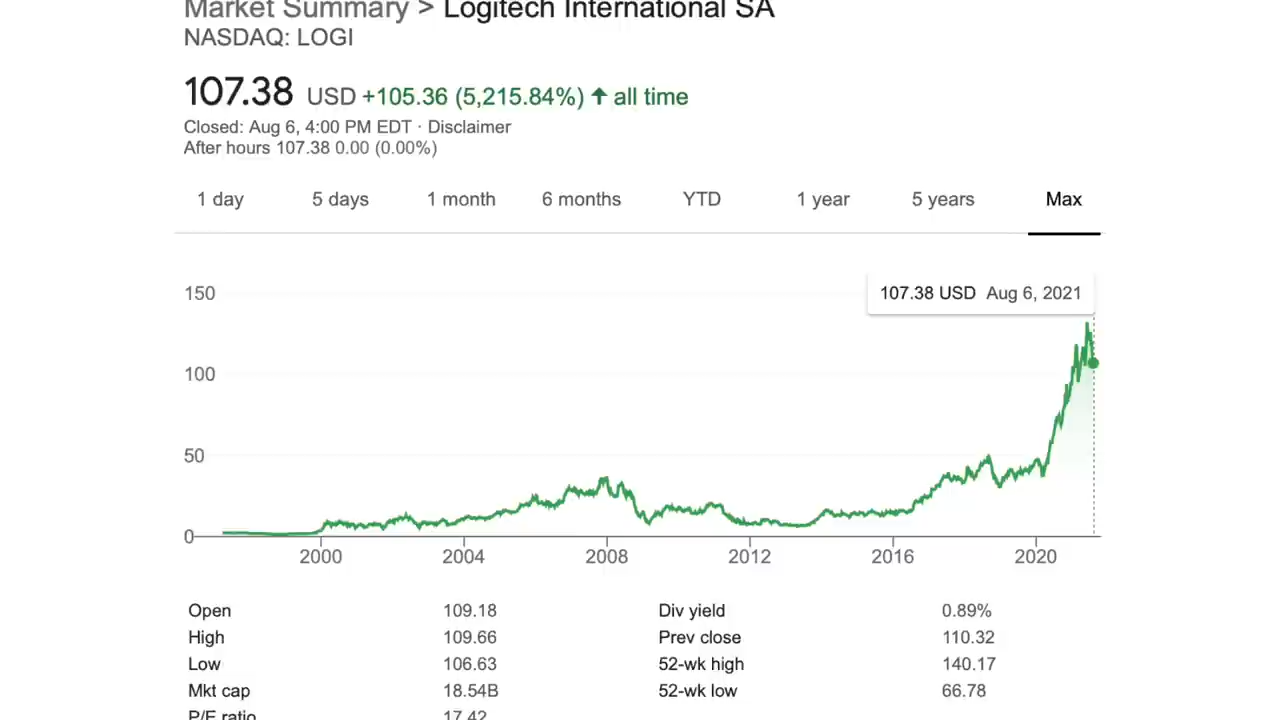 Market Summary > Logitech International SA
NASDAQ: LOGI
107.38 USD +105.36 (5,215.84%) ↑ all time
Closed: Aug 6, 4:00 PM EDT · Disclaimer
After hours 107.38 0.00 (0.00%)
1 day 5 days 1 month 6 months YTD 1 year 5 years Max
107.38 USD Aug 6, 2021
150
100
50
0
2000 2004 2008 2012 2016 2020
Open 109.18 Div yield 0.89%
High 109.66 Prev close 110.32
Low 106.63 52-wk high 140.17
Mkt cap 18.54B 52-wk low 66.78
P/E ratio 17.42